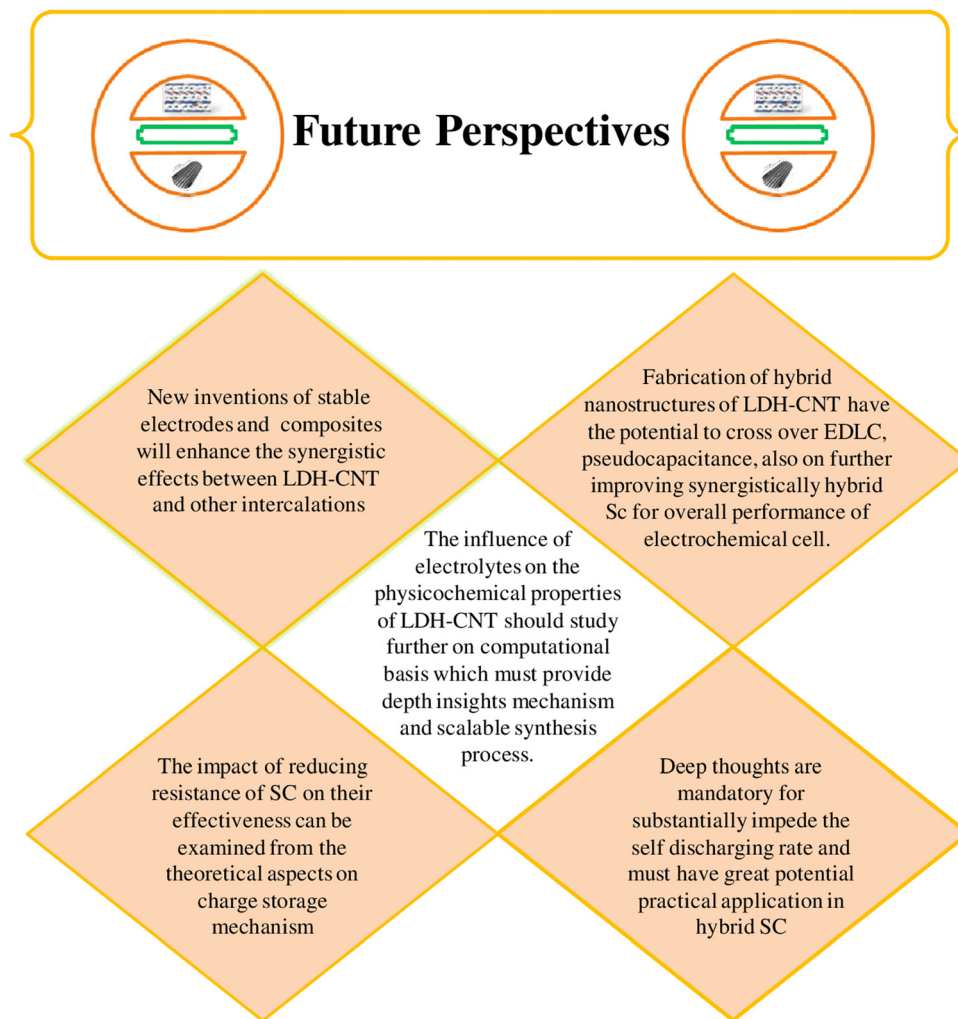 Future Perspectives
New inventions of stable
electrodes and composites
will enhance the synergistic
effects between LDH-CNT
and other intercalations
Fabrication of hybrid
nanostructures of LDH-CNT have
the potential to cross over EDLC,
pseudocapacitance, also on further
improving synergistically hybrid
Sc for overall performance of
electrochemical cell.
The influence of
electrolytes on the
physicochemical properties
of LDH-CNT should study
further on computational
basis which must provide
depth insights mechanism
and scalable synthesis
process.
The impact of reducing
resistance of SC on their
effectiveness can be
examined from the
theoretical aspects on
charge storage
mechanism
Deep thoughts are
mandatory for
substantially impede the
self discharging rate and
must have great potential
practical application in
hybrid SC